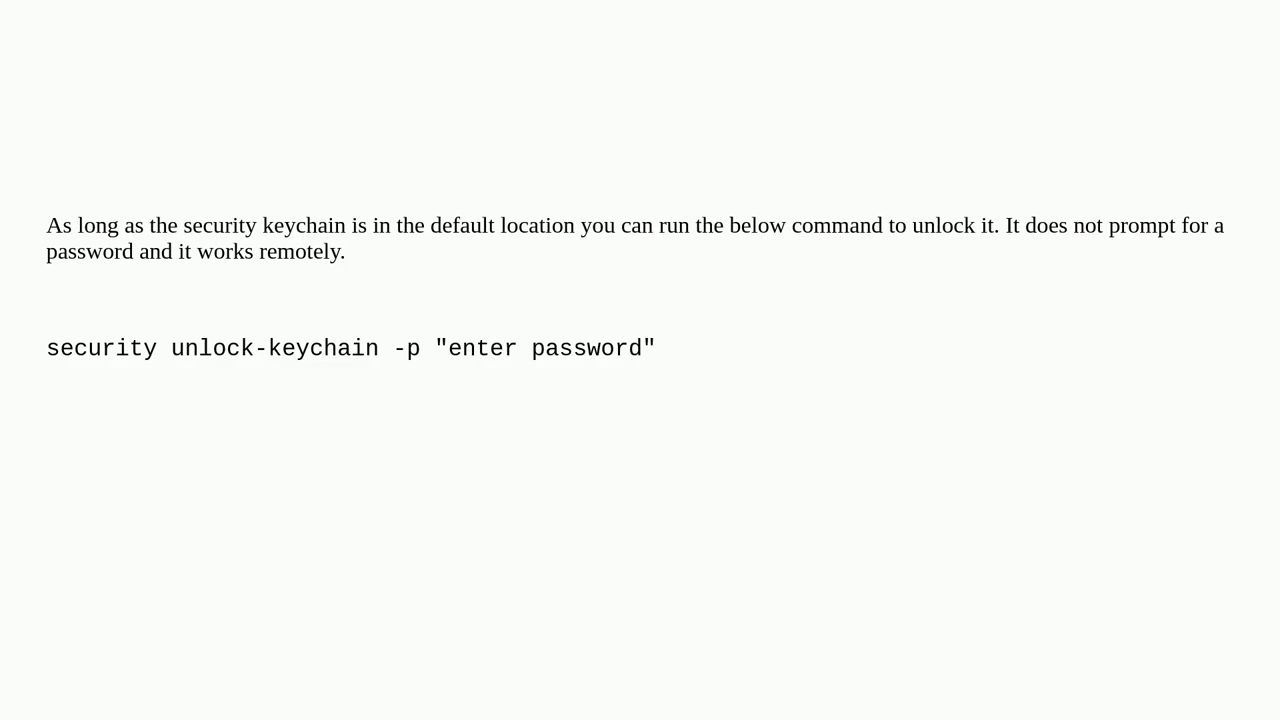 As long as the security keychain is in the default location you can run the below command to unlock it. It does not prompt for a
password and it works remotely.
security unlock-keychain -p "enter password"